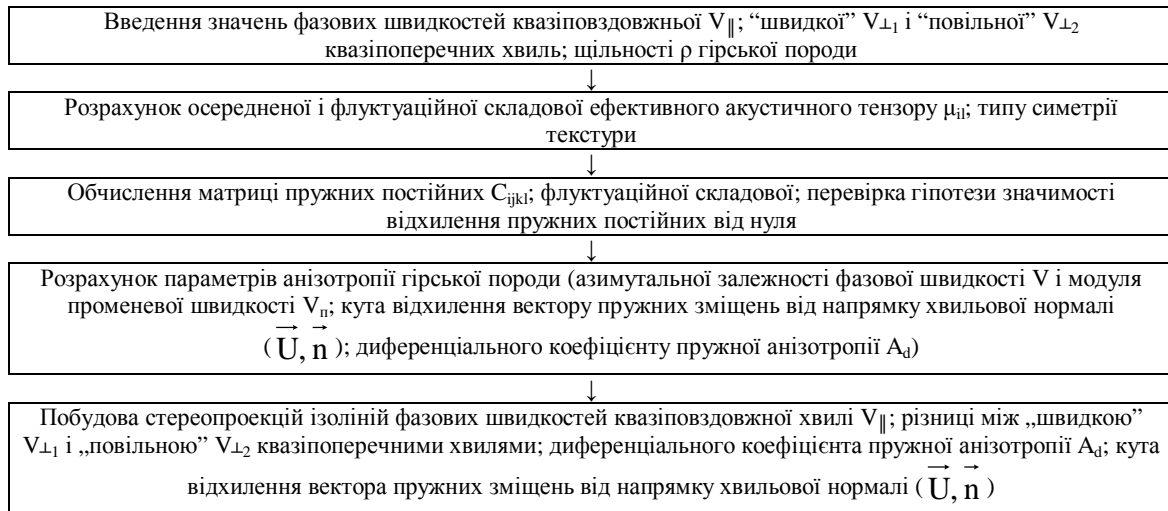 Введення значень фазових швидкостей квазіповздовжньої V∥; “швидкої” V⊥1 і “повільної” V⊥2
квазіпоперечних хвиль; щільності ρ гірської породи
↓
Розрахунок осередненої і флуктуаційної складової ефективного акустичного тензору μil; типу симетрії
текстури
↓
Обчислення матриці пружних постійних Cijkl; флуктуаційної складової; перевірка гіпотези значимості
відхилення пружних постійних від нуля
↓
Розрахунок параметрів анізотропії гірської породи (азимутальної залежності фазової швидкості V і модуля
променевої швидкості Vп; кута відхилення вектору пружних зміщень від напрямку хвильової нормалі
( U⃗, n⃗ ); диференціального коефіцієнту пружної анізотропії Ad)
↓
Побудова стереопроекцій ізоліній фазових швидкостей квазіповздовжної хвилі V∥; різниці між „швидкою”
V⊥1 і „повільною” V⊥2 квазіпоперечними хвилями; диференціального коефіцієнта пружної анізотропії Ad; кута
відхилення вектора пружних зміщень від напрямку хвильової нормалі ( U⃗, n⃗ )